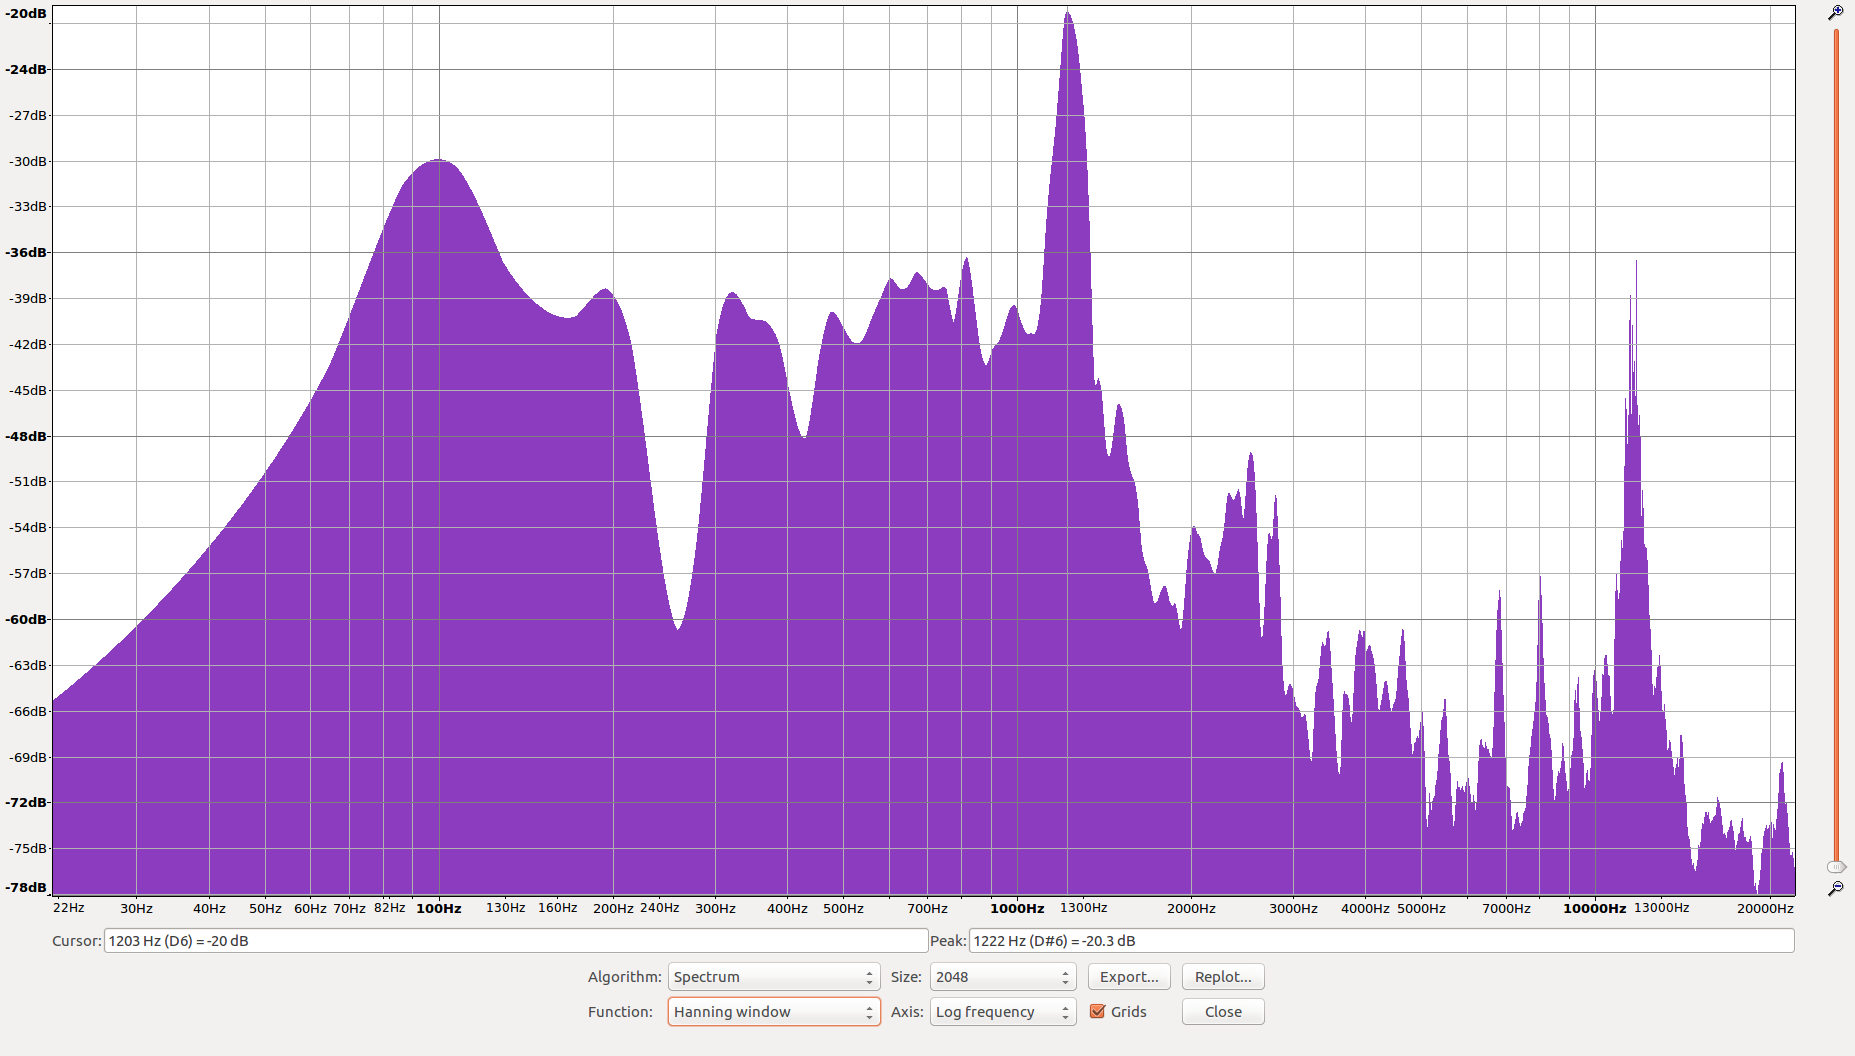 -20dB
-24dB
-27dB
-30dB
-33dB
-36dB
-39dB
-42dB
-45dB
-48dB
-51dB
-54dB
-57dB
-60dB
-63dB
-66dB
-69dB
-72dB
-75dB
-78dB
22Hz 30Hz 40Hz 50Hz 60Hz 70Hz 82Hz 100Hz 130Hz 160Hz 200Hz 240Hz 300Hz 400Hz 500Hz 700Hz 1000Hz 1300Hz 2000Hz 3000Hz 4000Hz 5000Hz 7000Hz 10000Hz 13000Hz 20000Hz
Cursor: 1203 Hz (D6) = -20 dB Peak: 1222 Hz (D#6) = -20.3 dB
Algorithm: Spectrum Size: 2048 Export... Replot...
Function: Hanning window Axis: Log frequency Grids Close